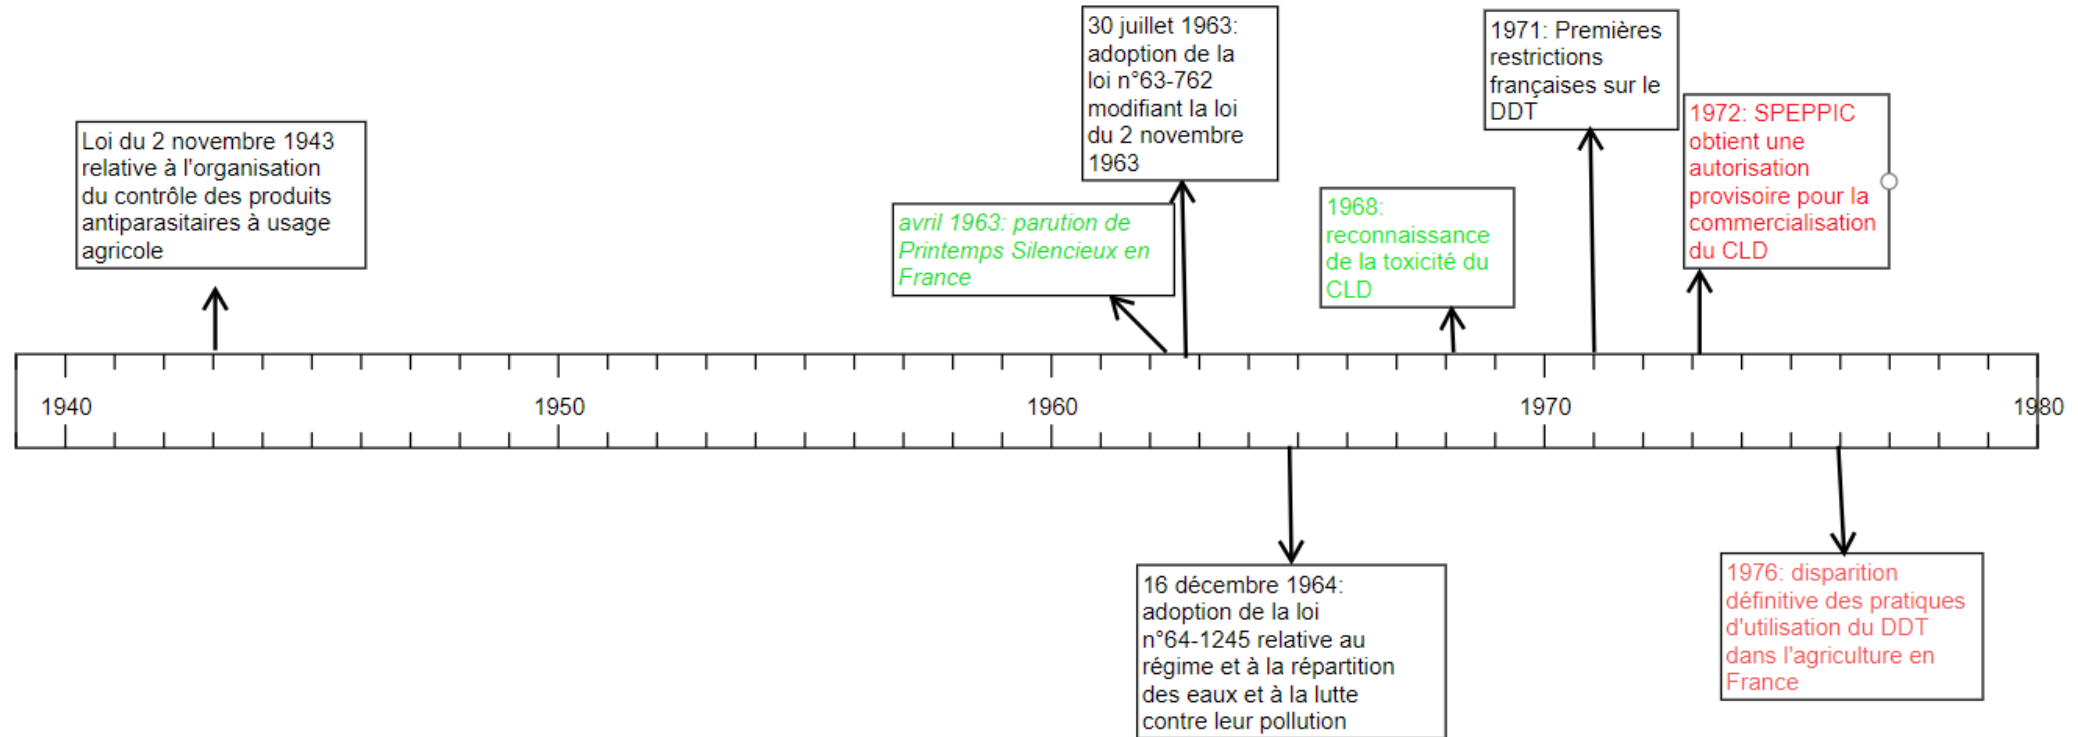 Loi du 2 novembre 1943
relative à l'organisation
du contrôle des produits
antiparasitaires à usage
agricole
avril 1963: parution de
Printemps Silencieux en
France
30 juillet 1963:
adoption de la
loi n°63-762
modifiant la loi
du 2 novembre
1963
1968:
reconnaissance
de la toxicité du
CLD
1971: Premières
restrictions
françaises sur le
DDT
1972: SPEPPIC
obtient une
autorisation
provisoire pour la
commercialisation
du CLD
1940 1950 1960 1970 1980
16 décembre 1964:
adoption de la loi
n°64-1245 relative au
régime et à la répartition
des eaux et à la lutte
contre leur pollution
1976: disparition
définitive des pratiques
d'utilisation du DDT
dans l'agriculture en
France